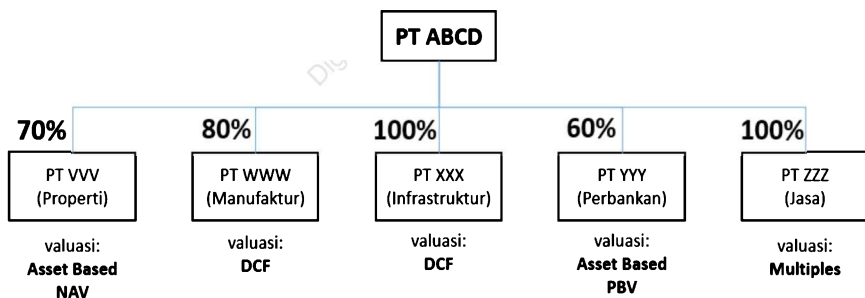 PT ABCD
Dig
70%
80%
100%
60%
100%
PT VVV
(Properti)
PT WWW
(Manufaktur)
PT XXX
(Infrastruktur)
PT YYY
(Perbankan)
PT ZZZ
(Jasa)
valuasi:
Asset Based
NAV
valuasi:
DCF
valuasi:
DCF
valuasi:
Asset Based
PBV
valuasi:
Multiples